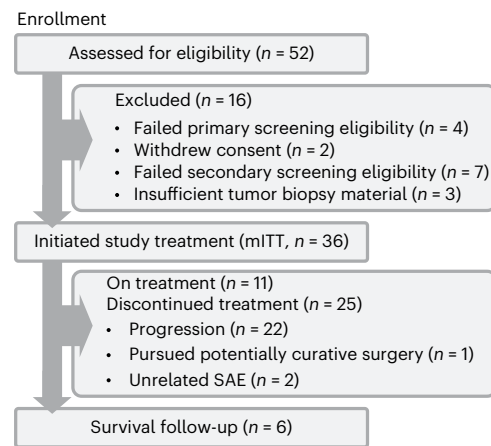 Enrollment
Assessed for eligibility (n = 52)
Excluded (n = 16)
• Failed primary screening eligibility (n = 4)
• Withdrew consent (n = 2)
• Failed secondary screening eligibility (n = 7)
• Insufficient tumor biopsy material (n = 3)
Initiated study treatment (mITT, n = 36)
On treatment (n = 11)
Discontinued treatment (n = 25)
• Progression (n = 22)
• Pursued potentially curative surgery (n = 1)
• Unrelated SAE (n = 2)
Survival follow-up (n = 6)